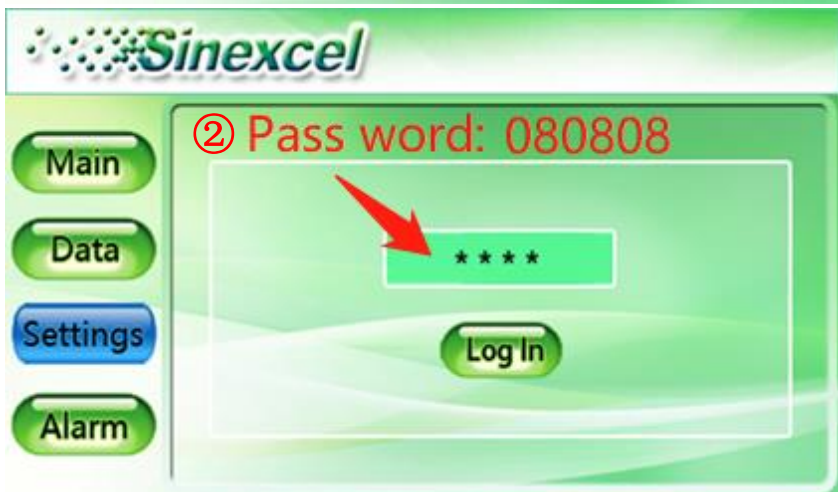 Sinexcel
② Pass word: 080808
Main
Data
****
Settings
Log In
Alarm